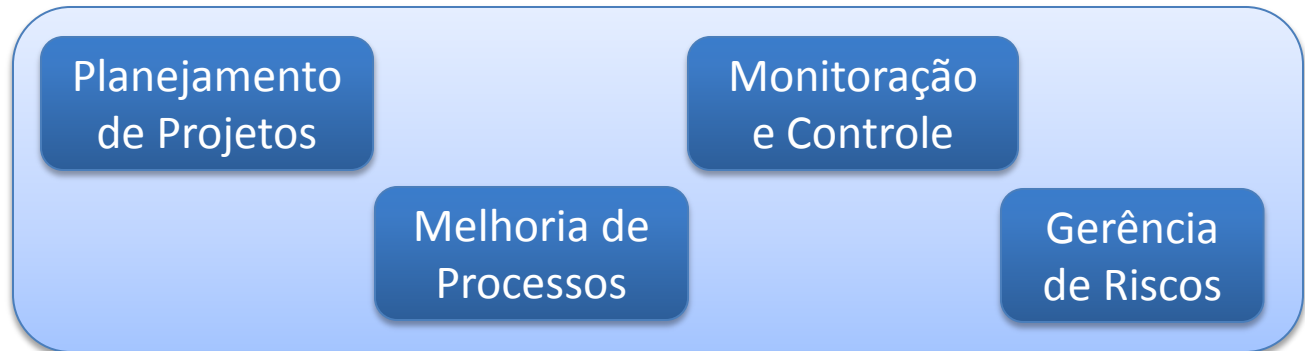 Planejamento
de Projetos
Monitoração
e Controle
Melhoria de
Processos
Gerência
de Riscos